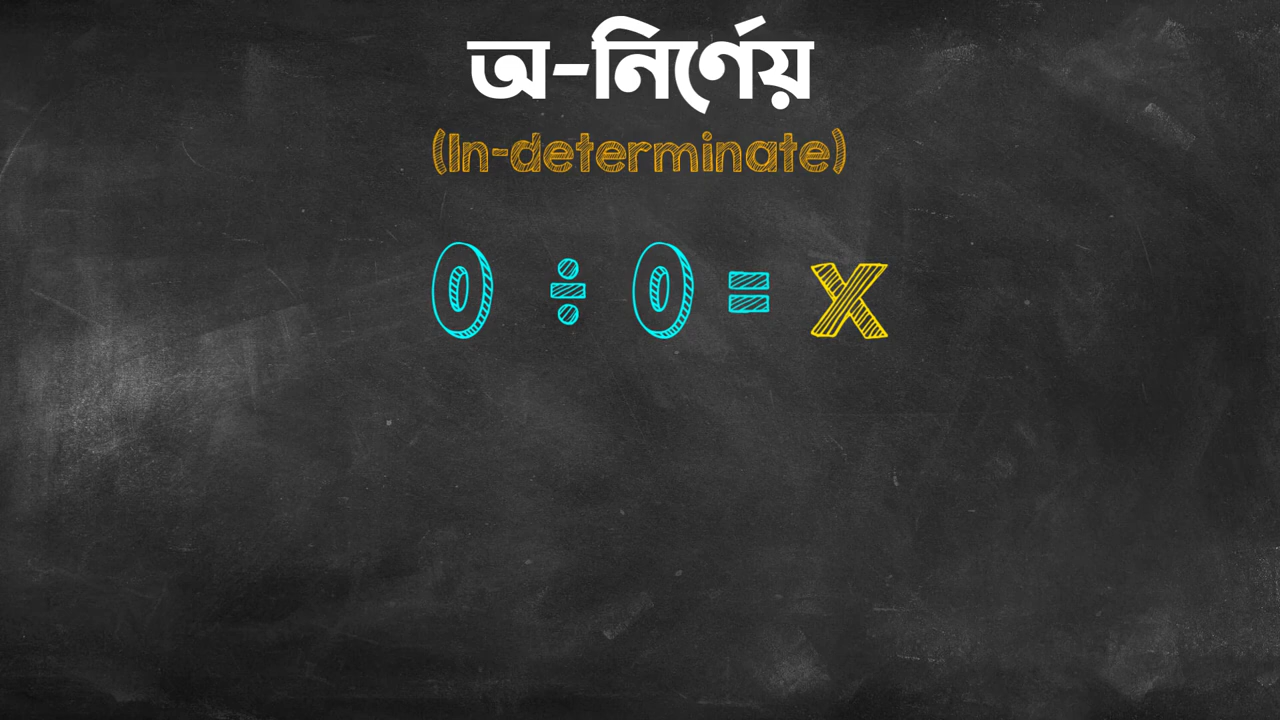 অ-নির্ণেয়
(In-determinate)
0 ÷ 0 = x